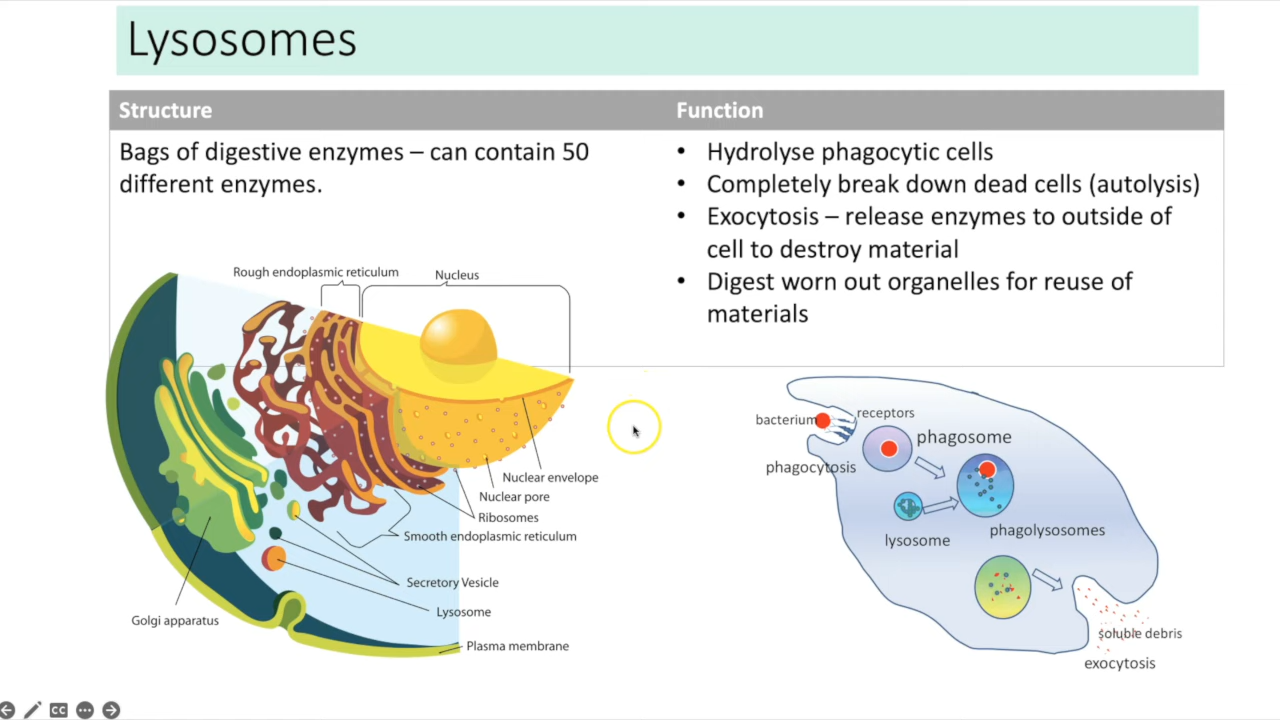 Lysosomes
Structure
Function
Bags of digestive enzymes – can contain 50
different enzymes.
• Hydrolyse phagocytic cells
• Completely break down dead cells (autolysis)
• Exocytosis – release enzymes to outside of
cell to destroy material
• Digest worn out organelles for reuse of
materials
Rough endoplasmic reticulum
Nucleus
Nuclear envelope
Nuclear pore
Ribosomes
Smooth endoplasmic reticulum
Secretory Vesicle
Lysosome
Golgi apparatus
Plasma membrane
bacterium
receptors
phagosome
phagocytosis
lysosome
phagolysosomes
soluble debris
exocytosis
CC